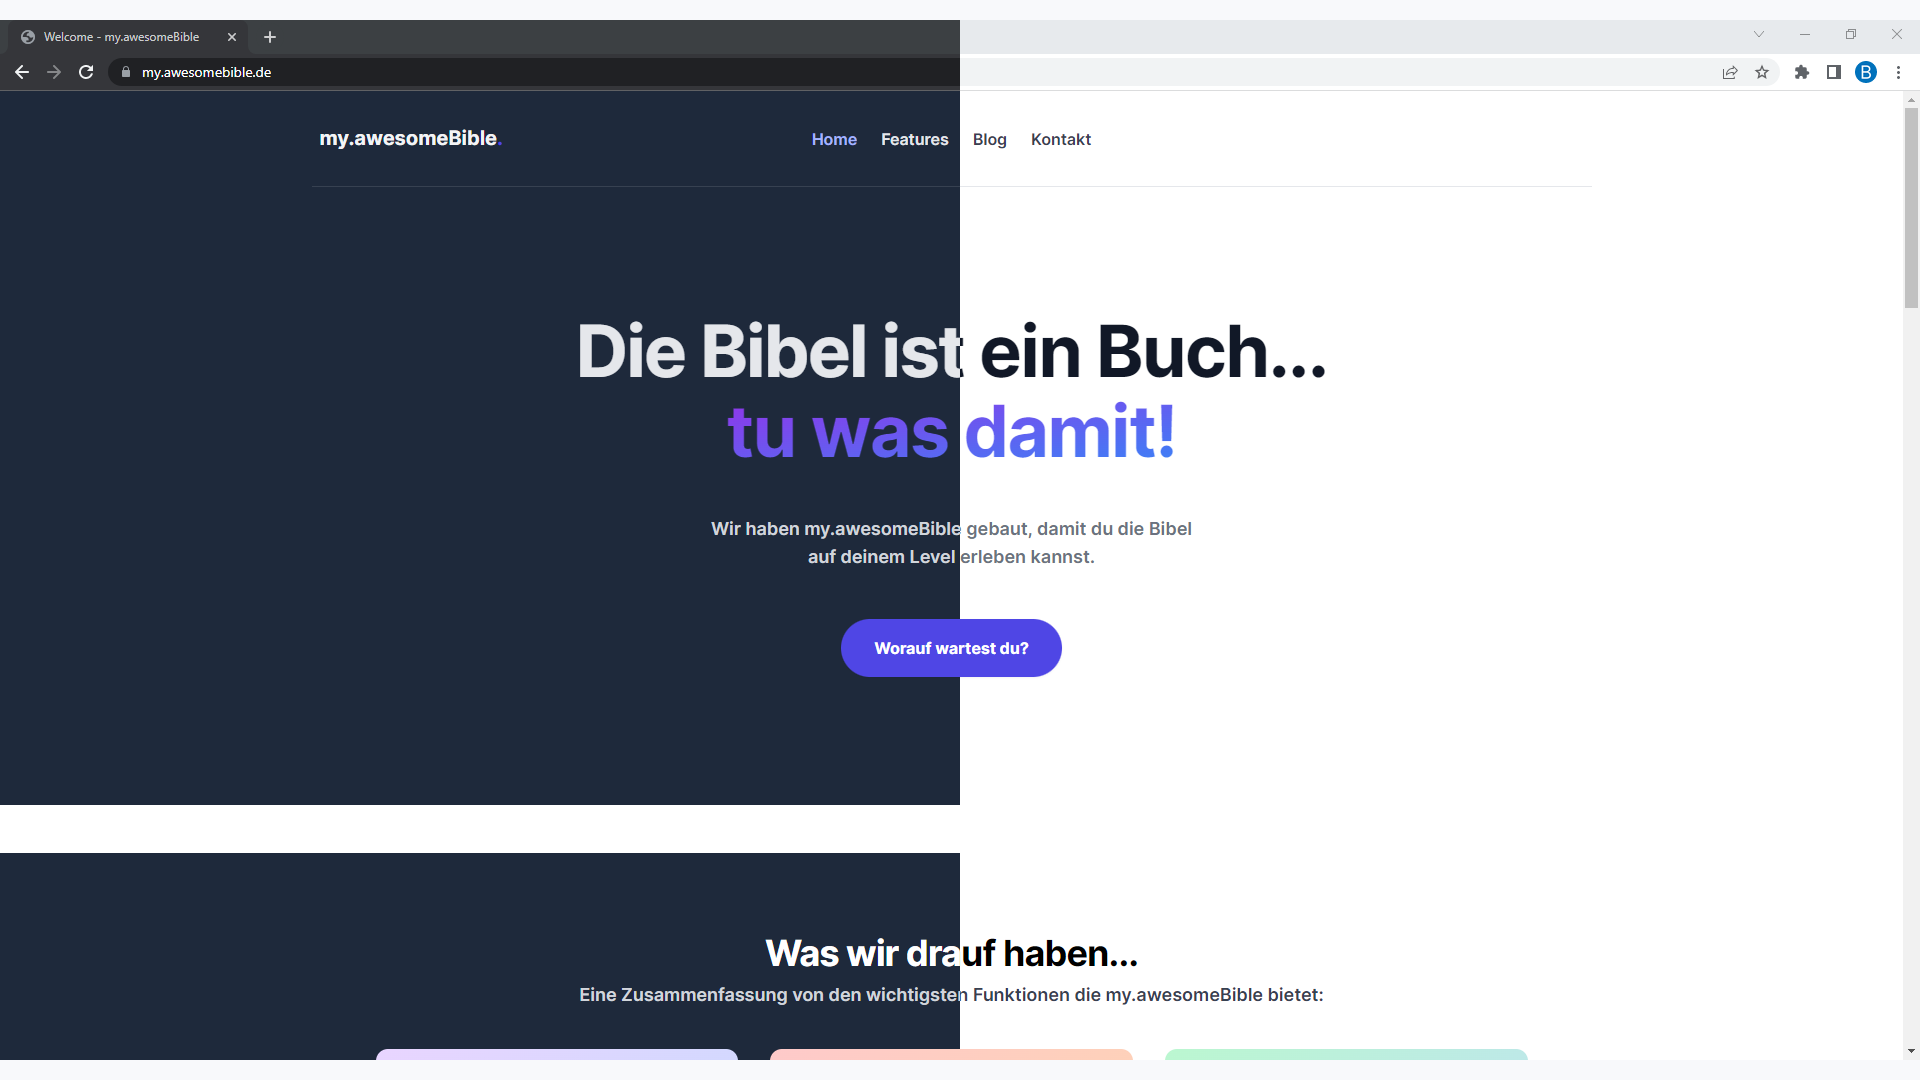 Welcome - my.awesomeBible
my.awesomebible.de
B
my.awesomeBible.
Home Features Blog Kontakt
Die Bibel ist ein Buch...
tu was damit!
Wir haben my.awesomeBible gebaut, damit du die Bibel
auf deinem Level erleben kannst.
Worauf wartest du?
Was wir drauf haben...
Eine Zusammenfassung von den wichtigsten Funktionen die my.awesomeBible bietet: